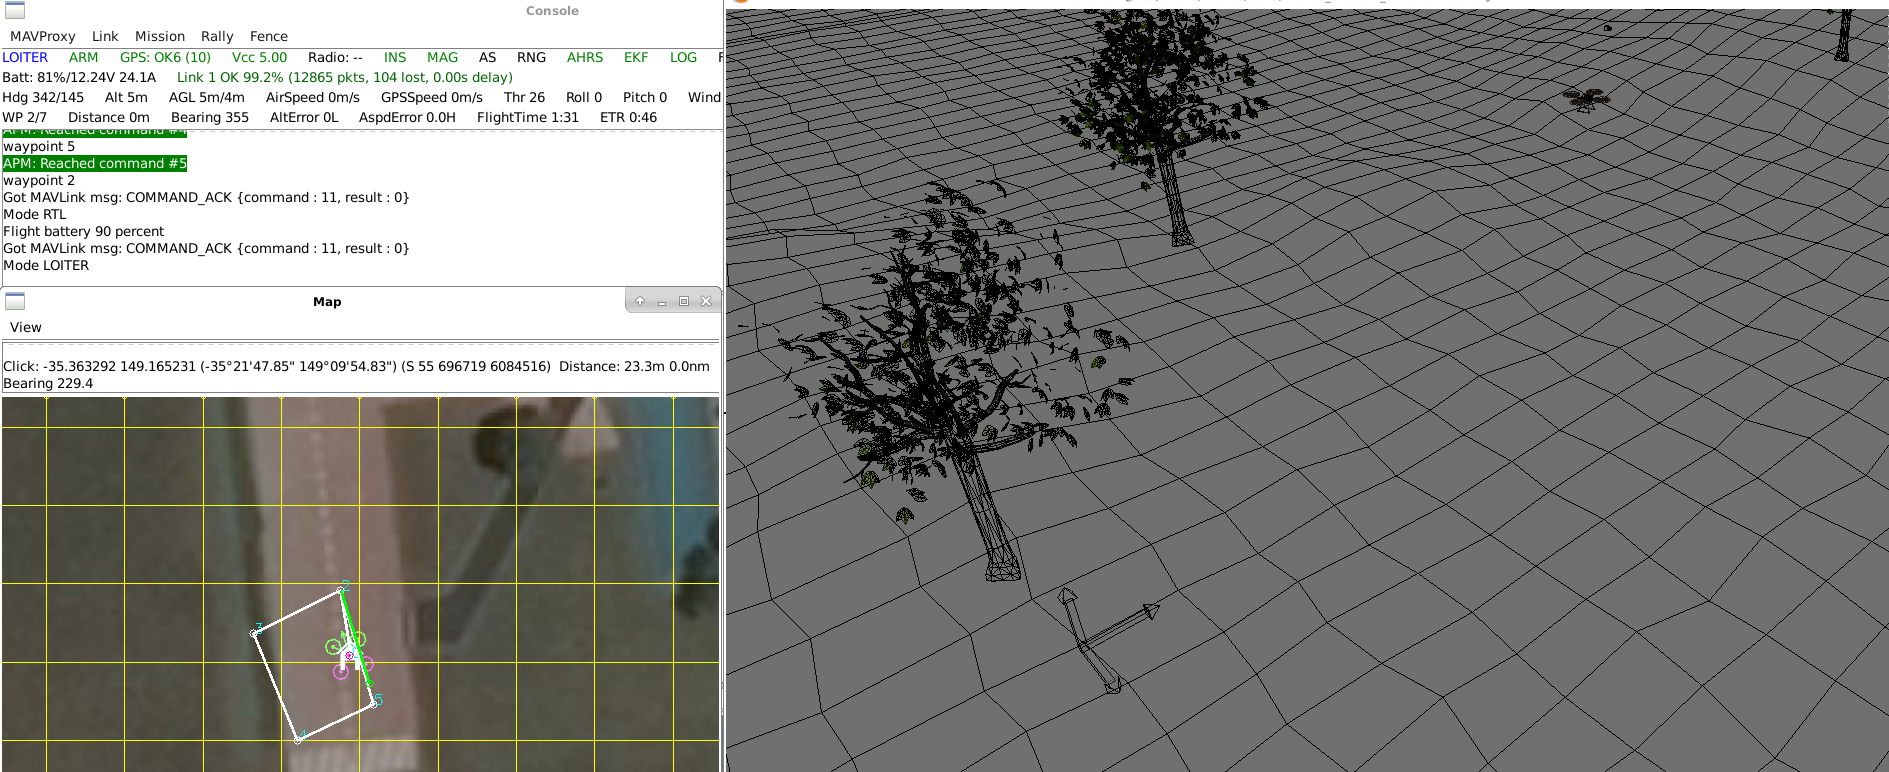 Console
MAVProxy Link Mission Rally Fence
LOITER ARM GPS: OK6 (10) Vcc 5.00 Radio: -- INS MAG AS RNG AHRS EKF LOG F
Batt: 81%/12.24V 24.1A Link 1 OK 99.2% (12865 pkts, 104 lost, 0.00s delay)
Hdg 342/145 Alt 5m AGL 5m/4m AirSpeed 0m/s GPSSpeed 0m/s Thr 26 Roll 0 Pitch 0 Wind
WP 2/7 Distance 0m Bearing 355 AltError 0L AspdError 0.0H FlightTime 1:31 ETR 0:46
APM: Reached command #4
waypoint 5
APM: Reached command #5
waypoint 2
Got MAVLink msg: COMMAND_ACK {command : 11, result : 0}
Mode RTL
Flight battery 90 percent
Got MAVLink msg: COMMAND_ACK {command : 11, result : 0}
Mode LOITER
Map
View
Click: -35.363292 149.165231 (-35°21'47.85" 149°09'54.83") (S 55 696719 6084516) Distance: 23.3m 0.0nm
Bearing 229.4
2
3
5
4